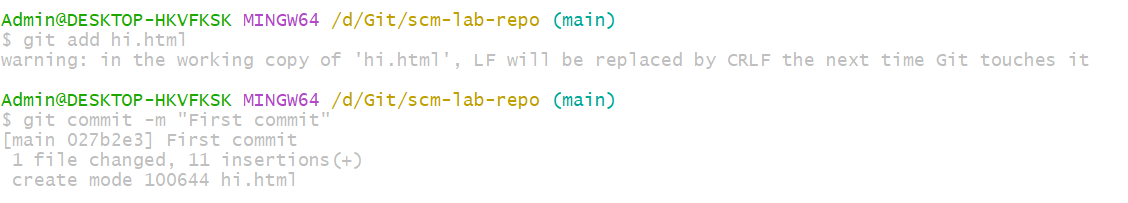 Admin@DESKTOP-HKVFKSK MINGW64 /d/Git/scm-lab-repo (main)
$ git add hi.html
warning: in the working copy of 'hi.html', LF will be replaced by CRLF the next time Git touches it
Admin@DESKTOP-HKVFKSK MINGW64 /d/Git/scm-lab-repo (main)
$ git commit -m "First commit"
[main 027b2e3] First commit
 1 file changed, 11 insertions(+)
 create mode 100644 hi.html